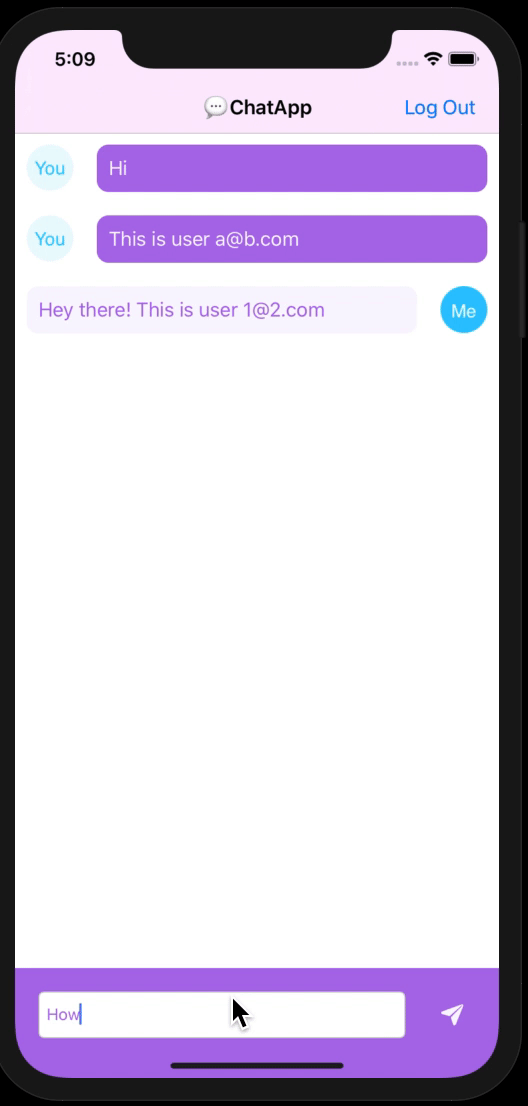 5:09
💬ChatApp
Log Out
You
Hi
You
This is user a@b.com
Hey there! This is user 1@2.com
Me
How